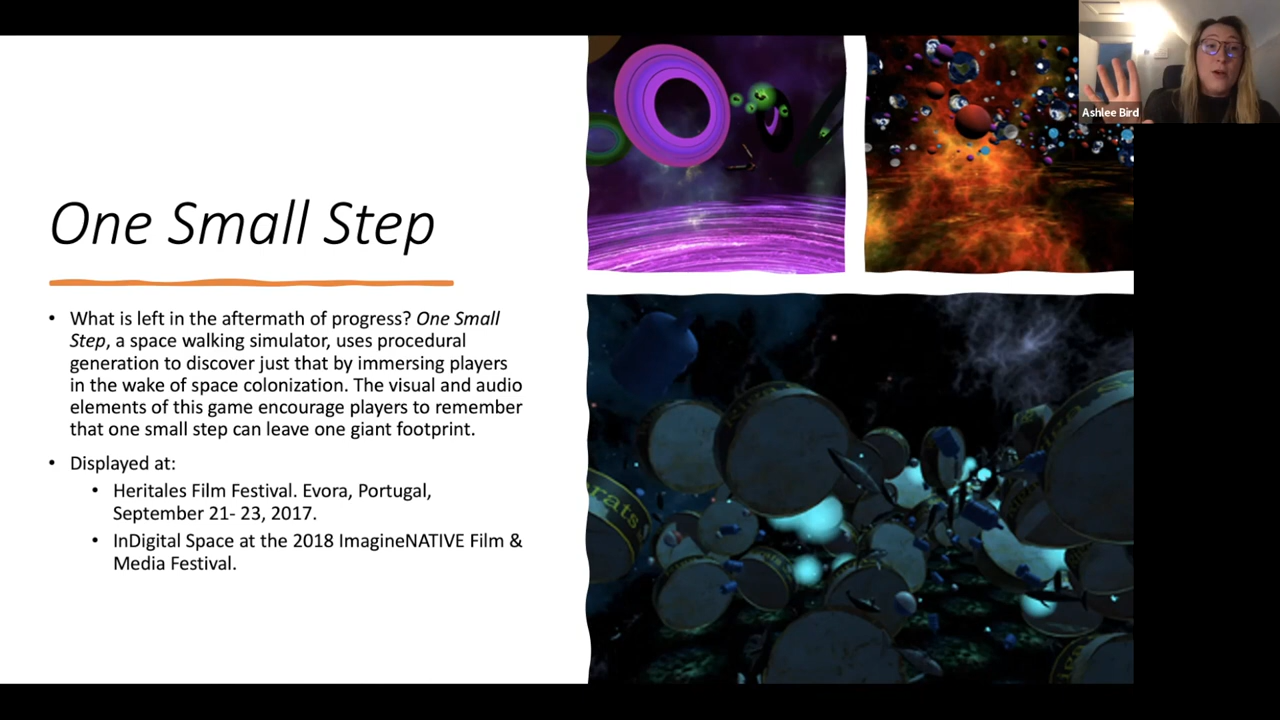 Ashlee Bird
One Small Step
• What is left in the aftermath of progress? One Small
Step, a space walking simulator, uses procedural
generation to discover just that by immersing players
in the wake of space colonization. The visual and audio
elements of this game encourage players to remember
that one small step can leave one giant footprint.
• Displayed at:
• Heritales Film Festival. Evora, Portugal,
September 21- 23, 2017.
• InDigital Space at the 2018 ImagineNATIVE Film &
Media Festival.